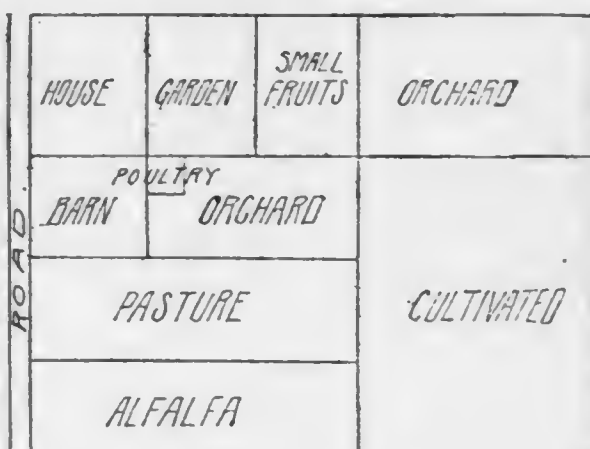 HOUSE
GARDEN
SMALL
FRUITS
ORCHARD
POULTRY
BARN
ORCHARD
ROAD
PASTURE
CULTIVATED
ALFALFA